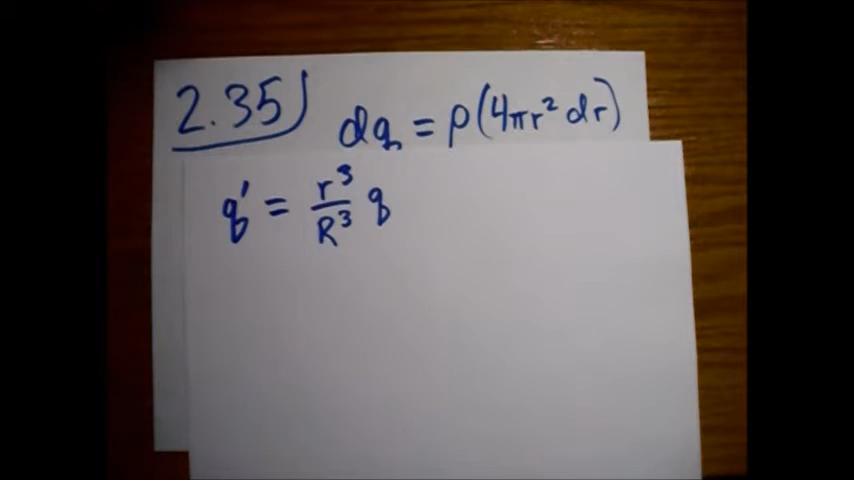 2.35)
dq = ρ(4πr² dr)
q' = r³/R³ q